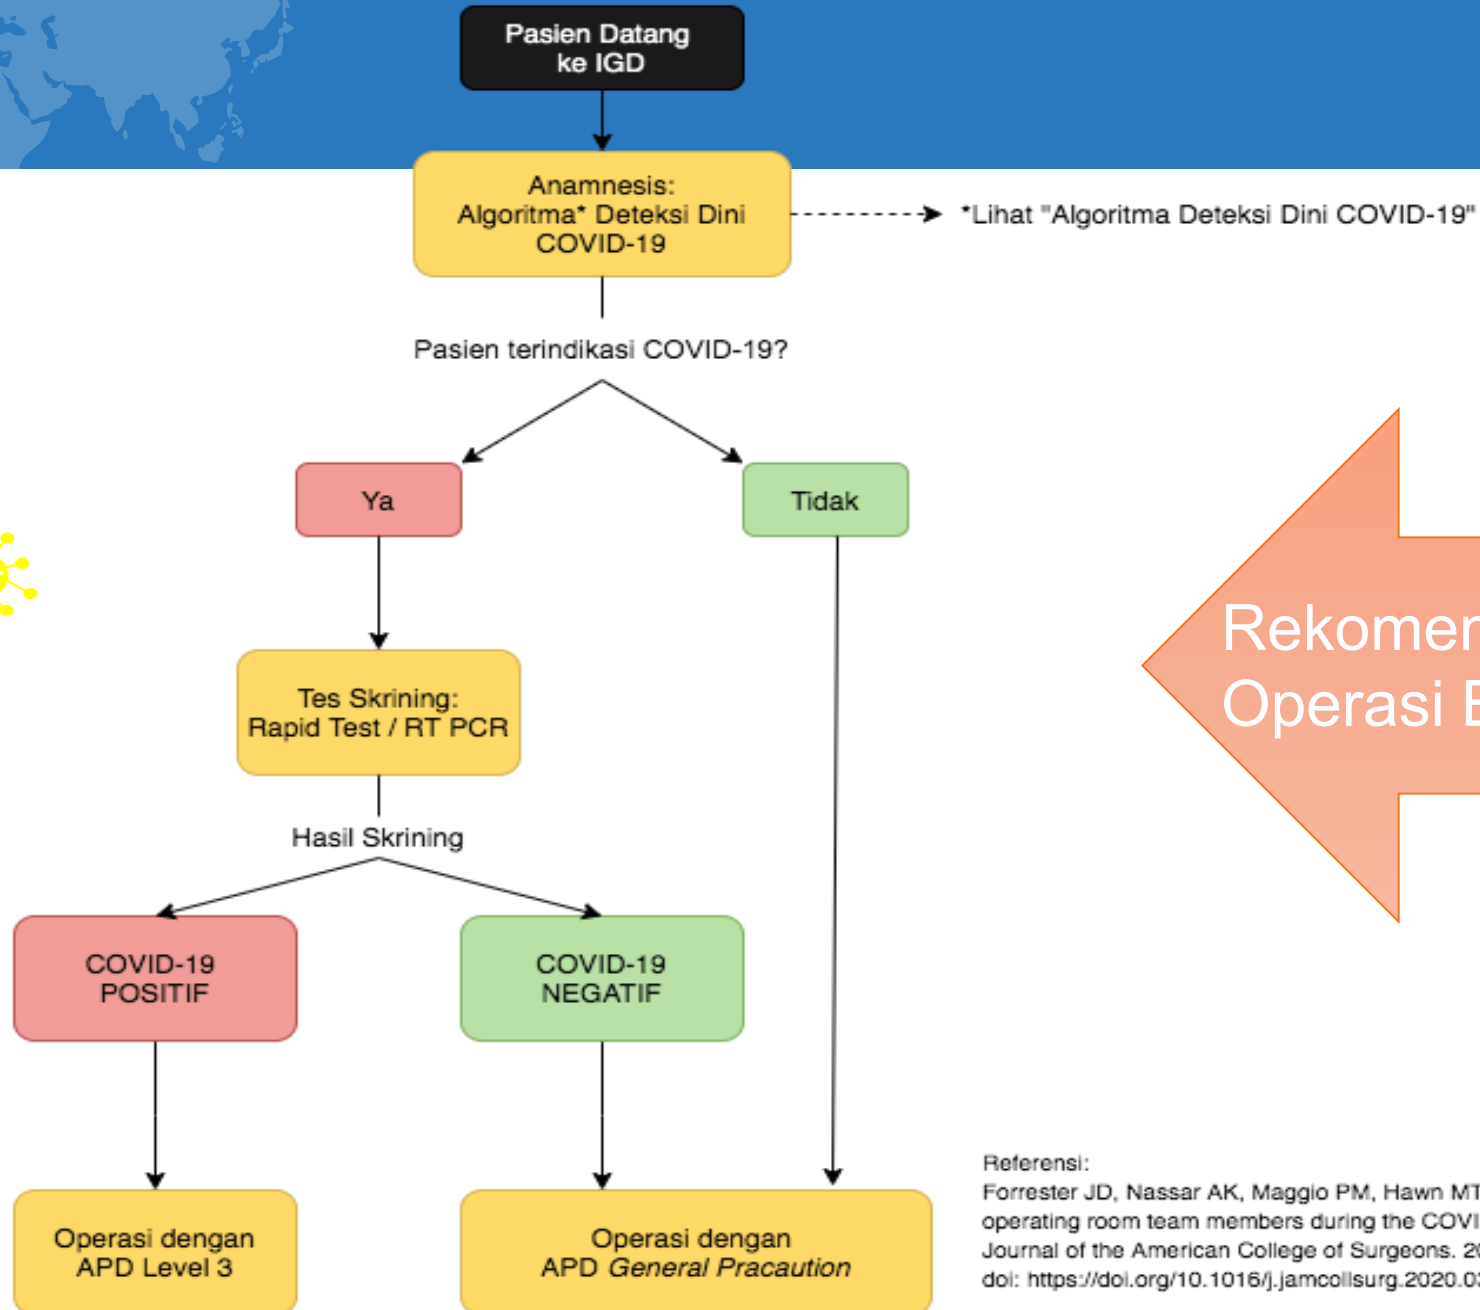 Pasien Datang
ke IGD
Anamnesis:
Algoritma* Deteksi Dini
COVID-19
*Lihat "Algoritma Deteksi Dini COVID-19"
Pasien terindikasi COVID-19?
Ya
Tidak
Tes Skrining:
Rapid Test / RT PCR
Hasil Skrining
COVID-19
POSITIF
COVID-19
NEGATIF
Operasi dengan
APD Level 3
Operasi dengan
APD General Pracaution
Rekomen
Operasi
Referensi:
Forrester JD, Nassar AK, Maggio PM, Hawn MT
operating room team members during the COVI
Journal of the American College of Surgeons. 20
doi: https://doi.org/10.1016/j.jamcollsurg.2020.03